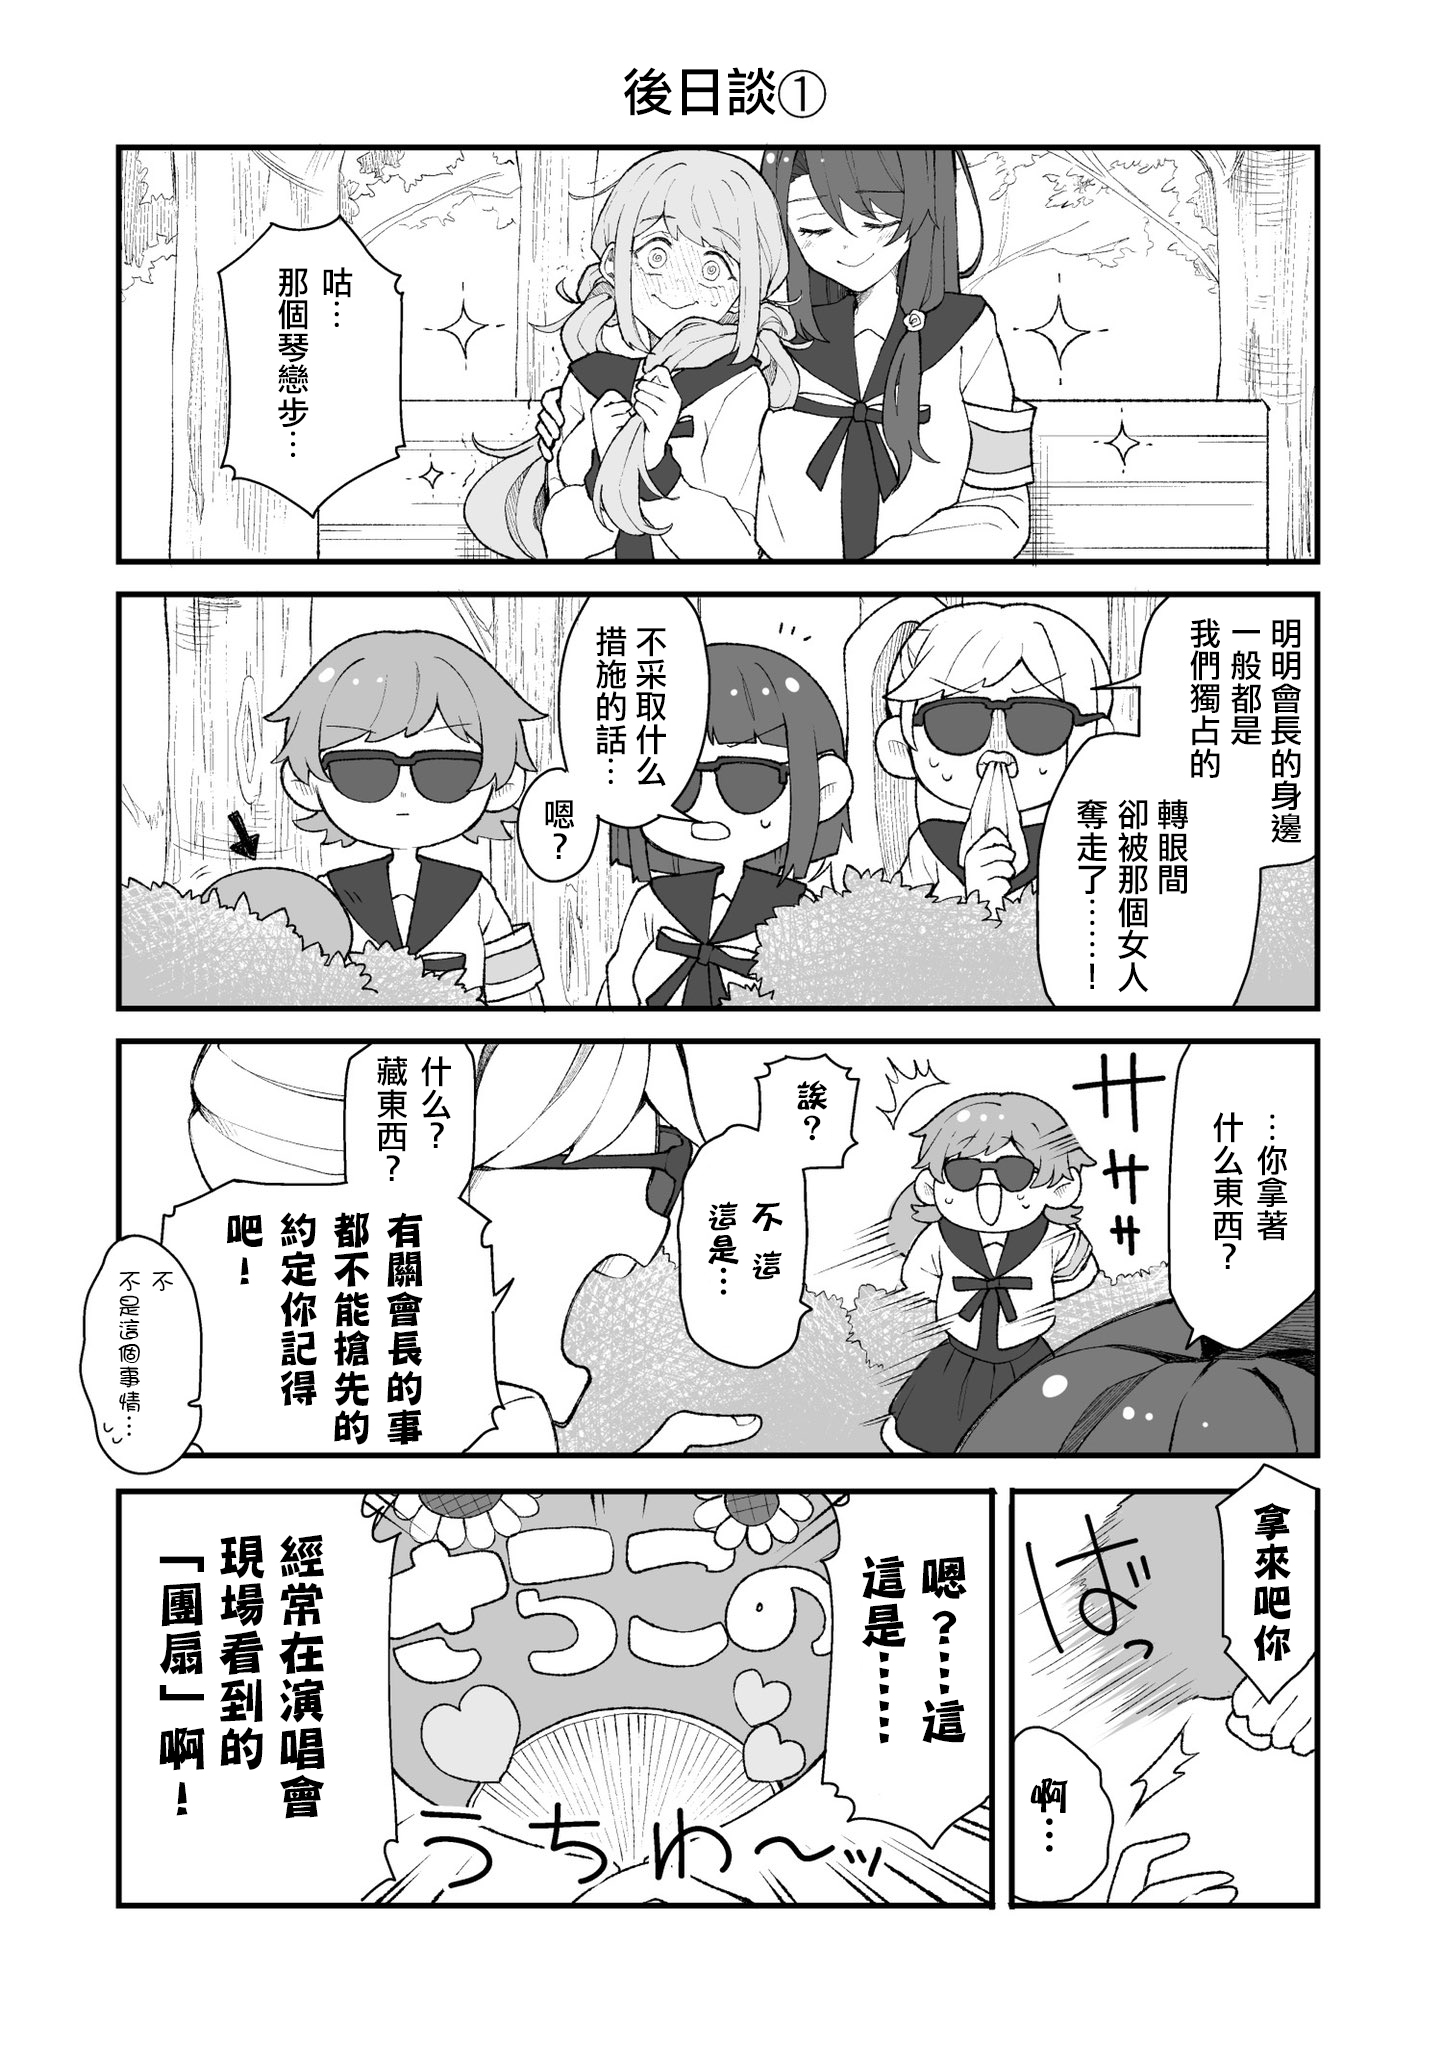 後日談①
咕…
那個琴戀步…
明明會長的身邊
一般都是
我們獨占的
轉眼間
卻被那個女人
奪走了……！
不采取什么
措施的話…
嗯？
…你拿著
什么東西？
サササ
誒？
不 這
這是…
什么？
藏東西？
有關會長的事
都不能搶先的
約定你記得
吧！
不
不是這個事情…
拿來吧你
ばっ
啊…
嗯？…這
這是……
うちわ～ッ
經常在演唱會
現場看到的
「團扇」啊！